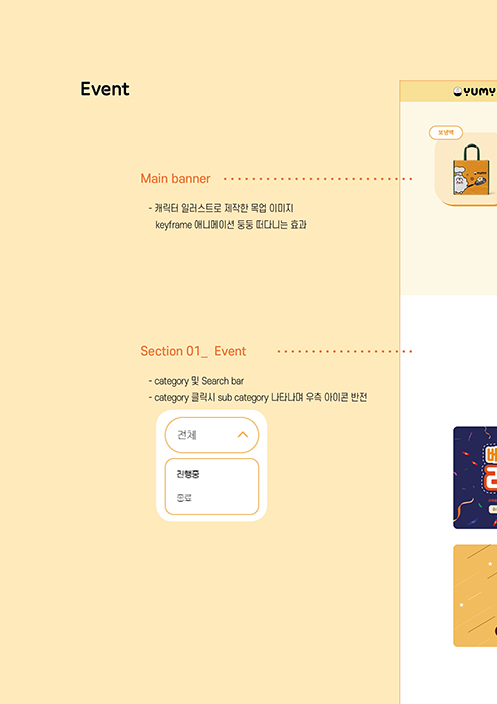 Event
YUMY
보냉백
Main banner
- 캐릭터 일러스트로 제작한 목업 이미지
keyframe 애니메이션 둥둥 떠다니는 효과
Section 01_ Event
- category 및 Search bar
- category 클릭시 sub category 나타나며 우측 아이콘 반전
전체
진행중
종료